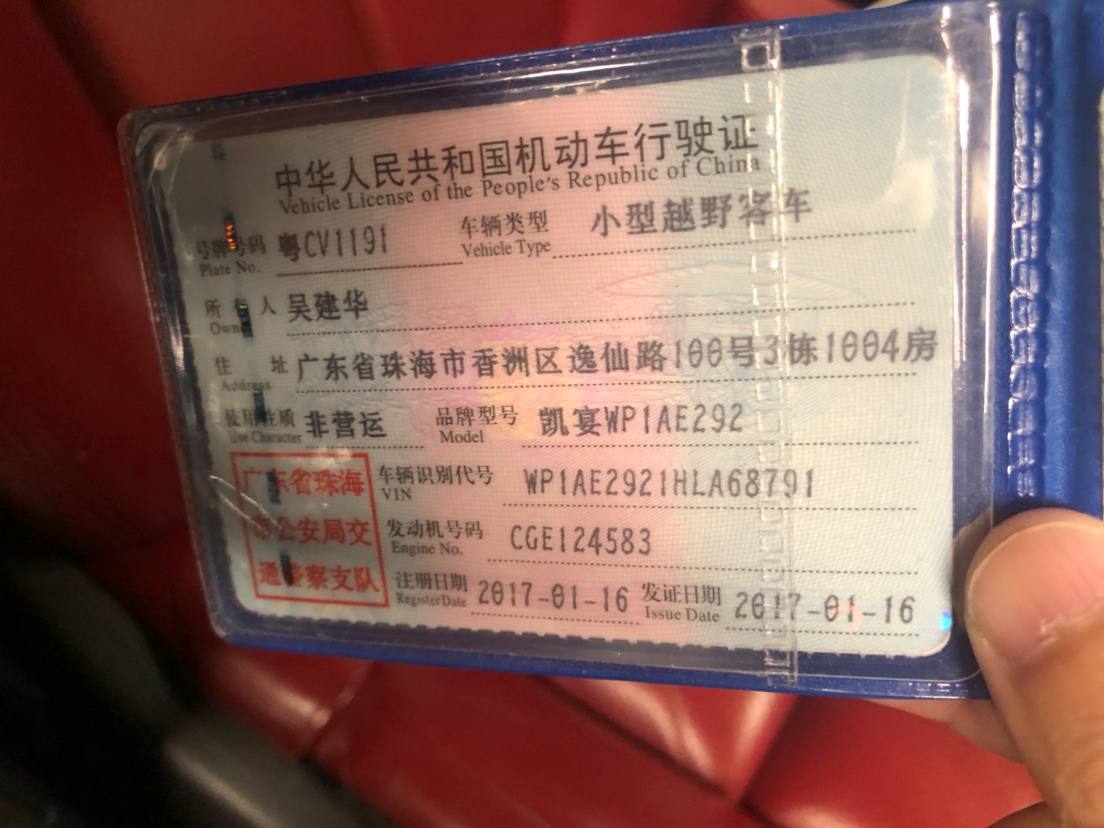 中华人民共和国机动车行驶证
Vehicle License of the People's Republic of China
号牌号码 粤CV1191 车辆类型 小型越野客车
Plate No. Vehicle Type
所有人 吴建华
Owner
住址 广东省珠海市香洲区逸仙路100号3栋1004房
Address
使用性质 非营运 品牌型号 凯宴WP1AE292
Use Character Model
广东省珠海市公安局交通警察支队
车辆识别代号 WP1AE2921HLA68791
VIN
发动机号码 CGE124583
Engine No.
注册日期 2017-01-16 发证日期 2017-01-16
Register Date Issue Date